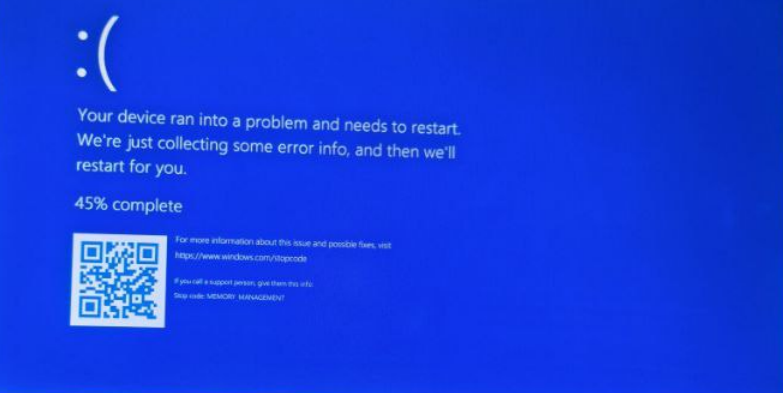 :(
Your device ran into a problem and needs to restart.
We're just collecting some error info, and then we'll
restart for you.
45% complete
For more information about this issue and possible fixes, visit
https://www.windows.com/stopcode
If you call a support person, give them this info:
Stop code: MEMORY MANAGEMENT